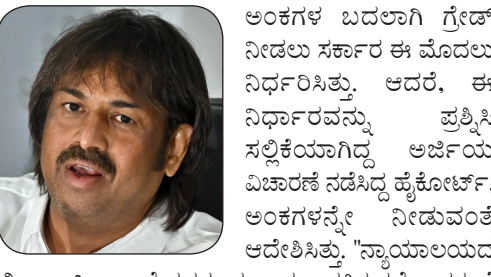 ಅಂಕಗಳ ಬದಲಾಗಿ ಗ್ರೇಡ್
ನೀಡಲು ಸರ್ಕಾರ ಈ ಮೊದಲು
ನಿರ್ಧರಿಸಿತ್ತು. ಆದರೆ, ಈ
ನಿರ್ಧಾರವನ್ನು ಪ್ರಶ್ನಿಸಿ
ಸಲ್ಲಿಕೆಯಾಗಿದ್ದ ಅರ್ಜಿಯ
ವಿಚಾರಣೆ ನಡೆಸಿದ್ದ ಹೈಕೋರ್ಟ್,
ಅಂಕಗಳನ್ನೇ ನೀಡುವಂತೆ
ಆದೇಶಿಸಿತ್ತು. "ನ್ಯಾಯಾಲಯದ